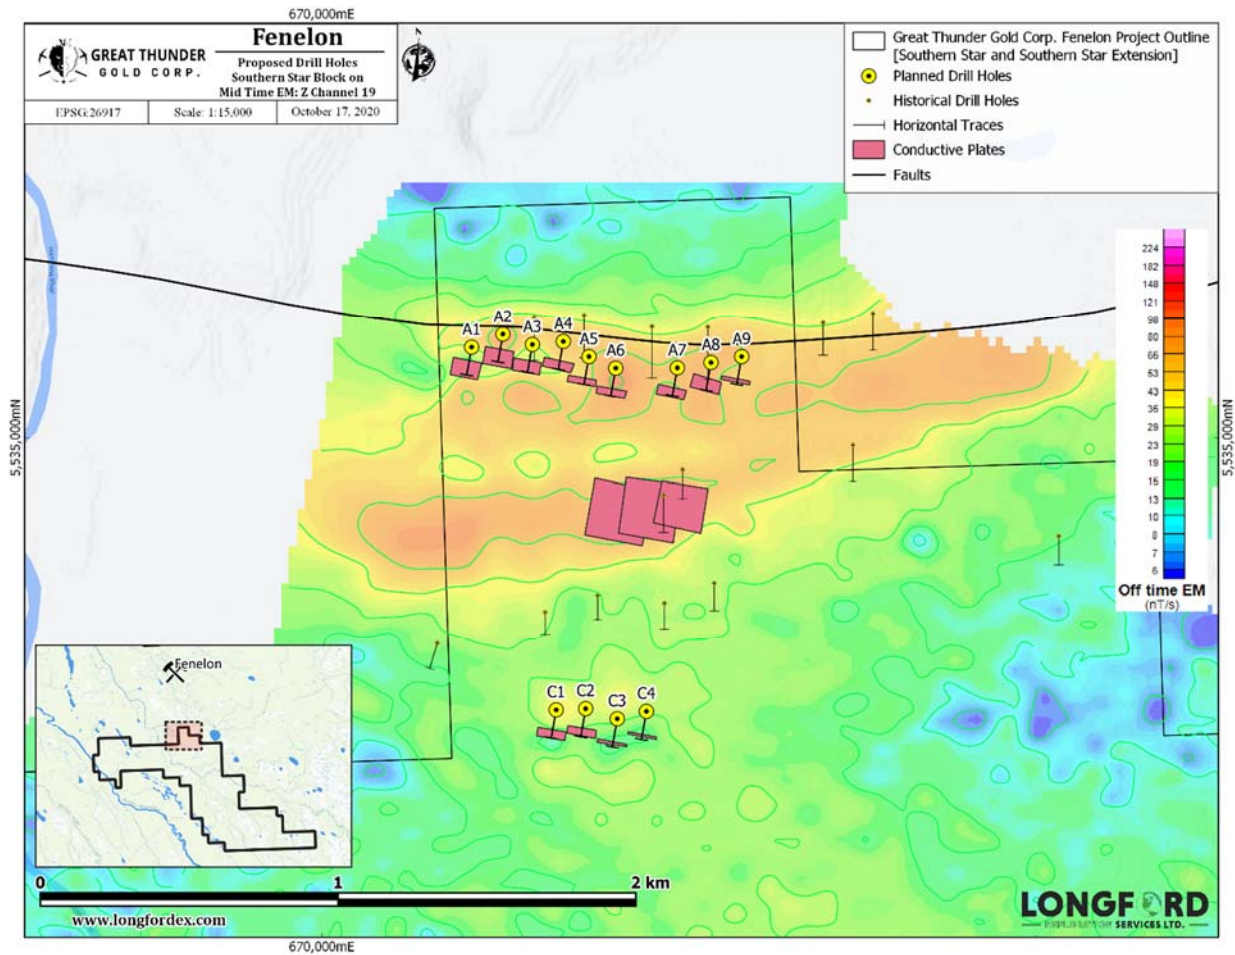 670,000mE
GREAT THUNDER
GOLD CORP.
Fenelon
Proposed Drill Holes
Southern Star Block on
Mid Time EM: Z Channel 19
EPSG:26917
Scale: 1:15,000
October 17, 2020
Great Thunder Gold Corp. Fenelon Project Outline
[Southern Star and Southern Star Extension]
Planned Drill Holes
Historical Drill Holes
Horizontal Traces
Conductive Plates
Faults
A1
A2
A3
A4
A5
A6
A7
A8
A9
5,535,000mN
5,535,000mN
224
182
148
121
98
80
66
53
43
36
29
23
19
15
13
10
8
7
6
Off time EM
(nT/s)
C1
C2
C3
C4
Fenelon
0
1
2 km
www.longfordex.com
LONGFORD
SERVICES LTD.
670,000mE